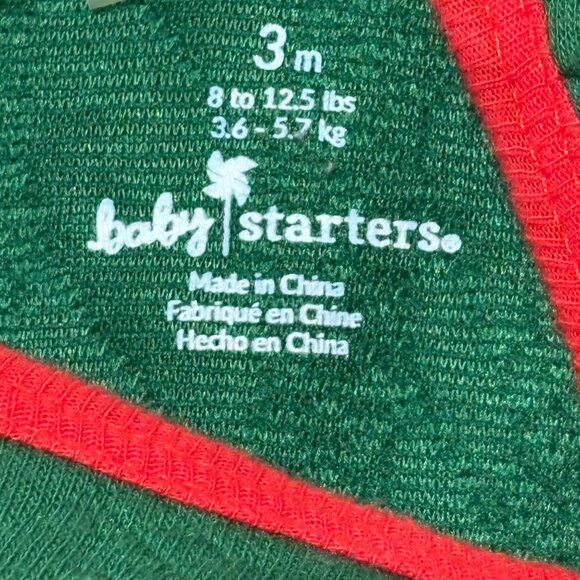 3 m
8 to 12.5 lbs
3.6 - 5.7 kg
baby starters®
Made in China
Fabriqué en Chine
Hecho en China